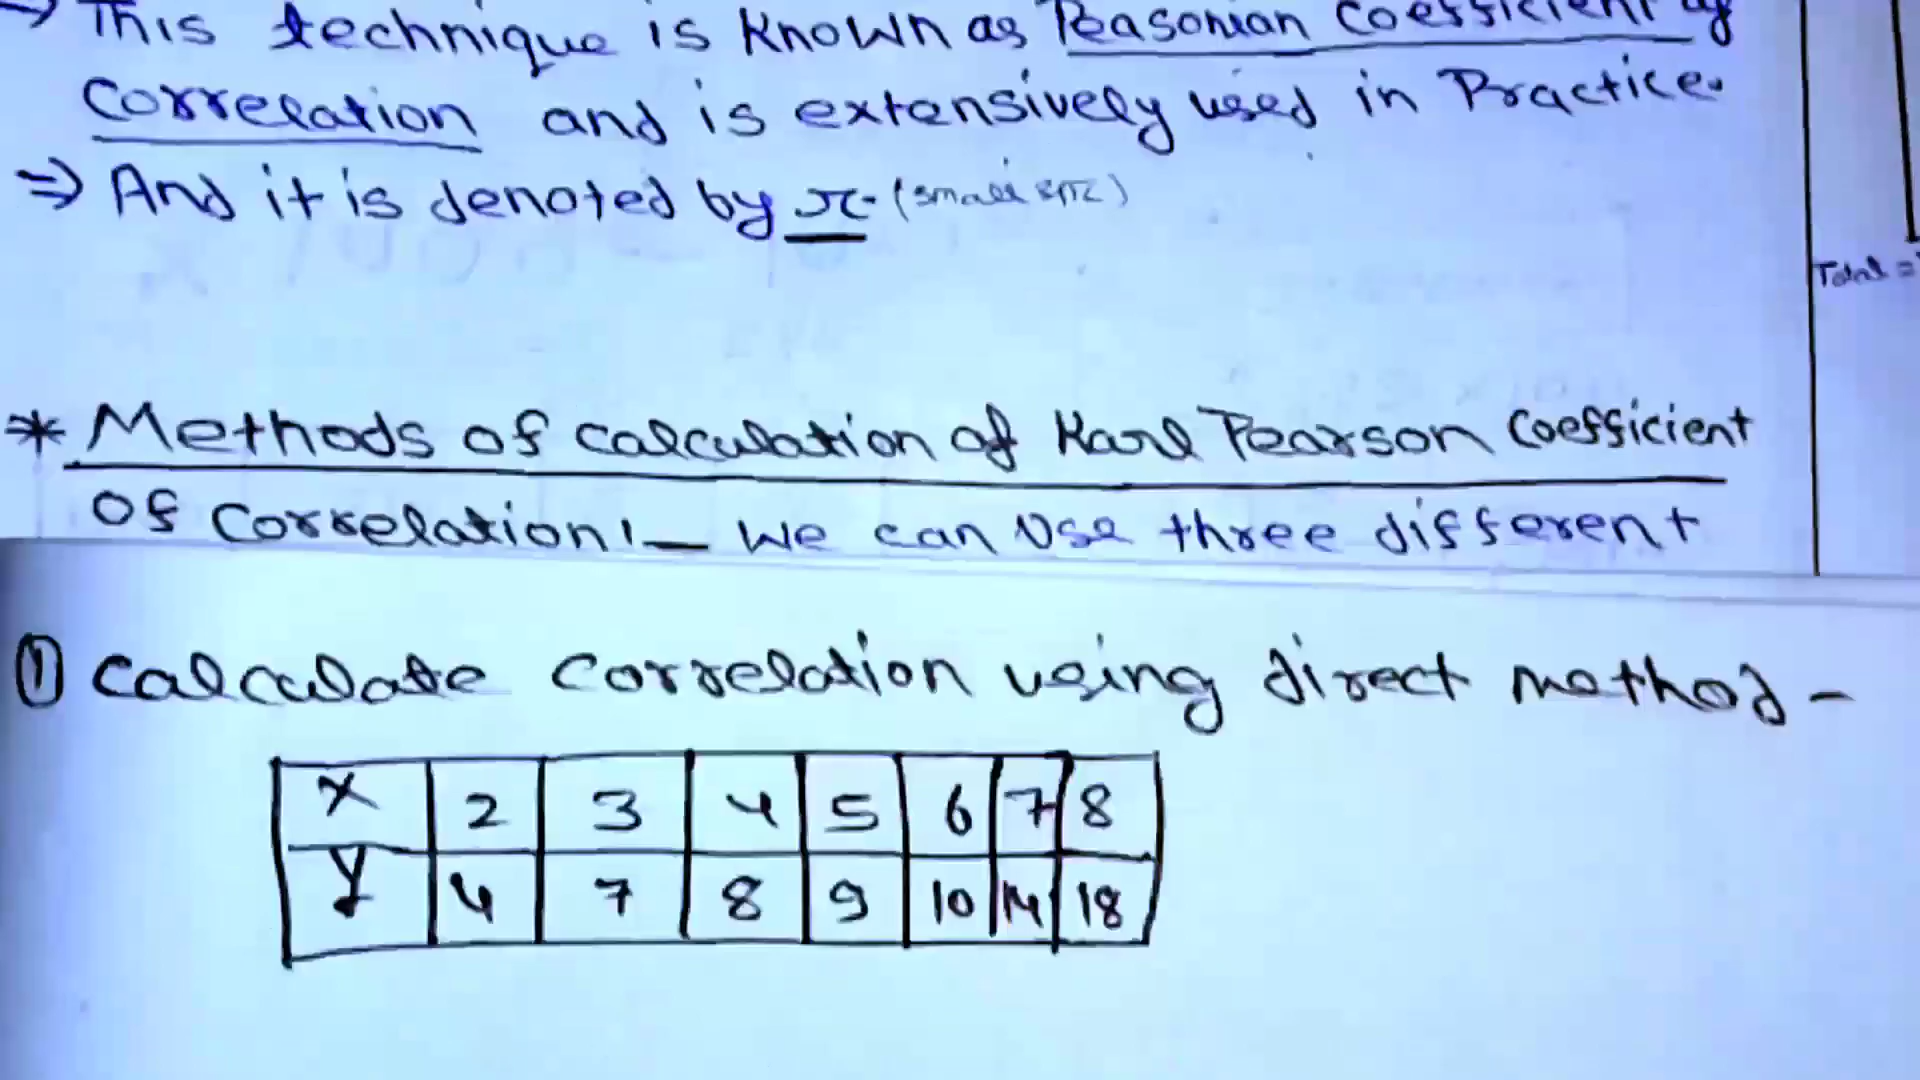 → This technique is known as Peasonian coefficient of
Correlation and is extensively used in Practice.
⇒ And it is denoted by r. (small
Total =
* Methods of calculation of Karl Pearson Coefficient
Of Correlation:— We can Use three different
① Calculate correlation using direct method -
X 2 3 4 5 6 7 8
Y 4 7 8 9 10 14 18